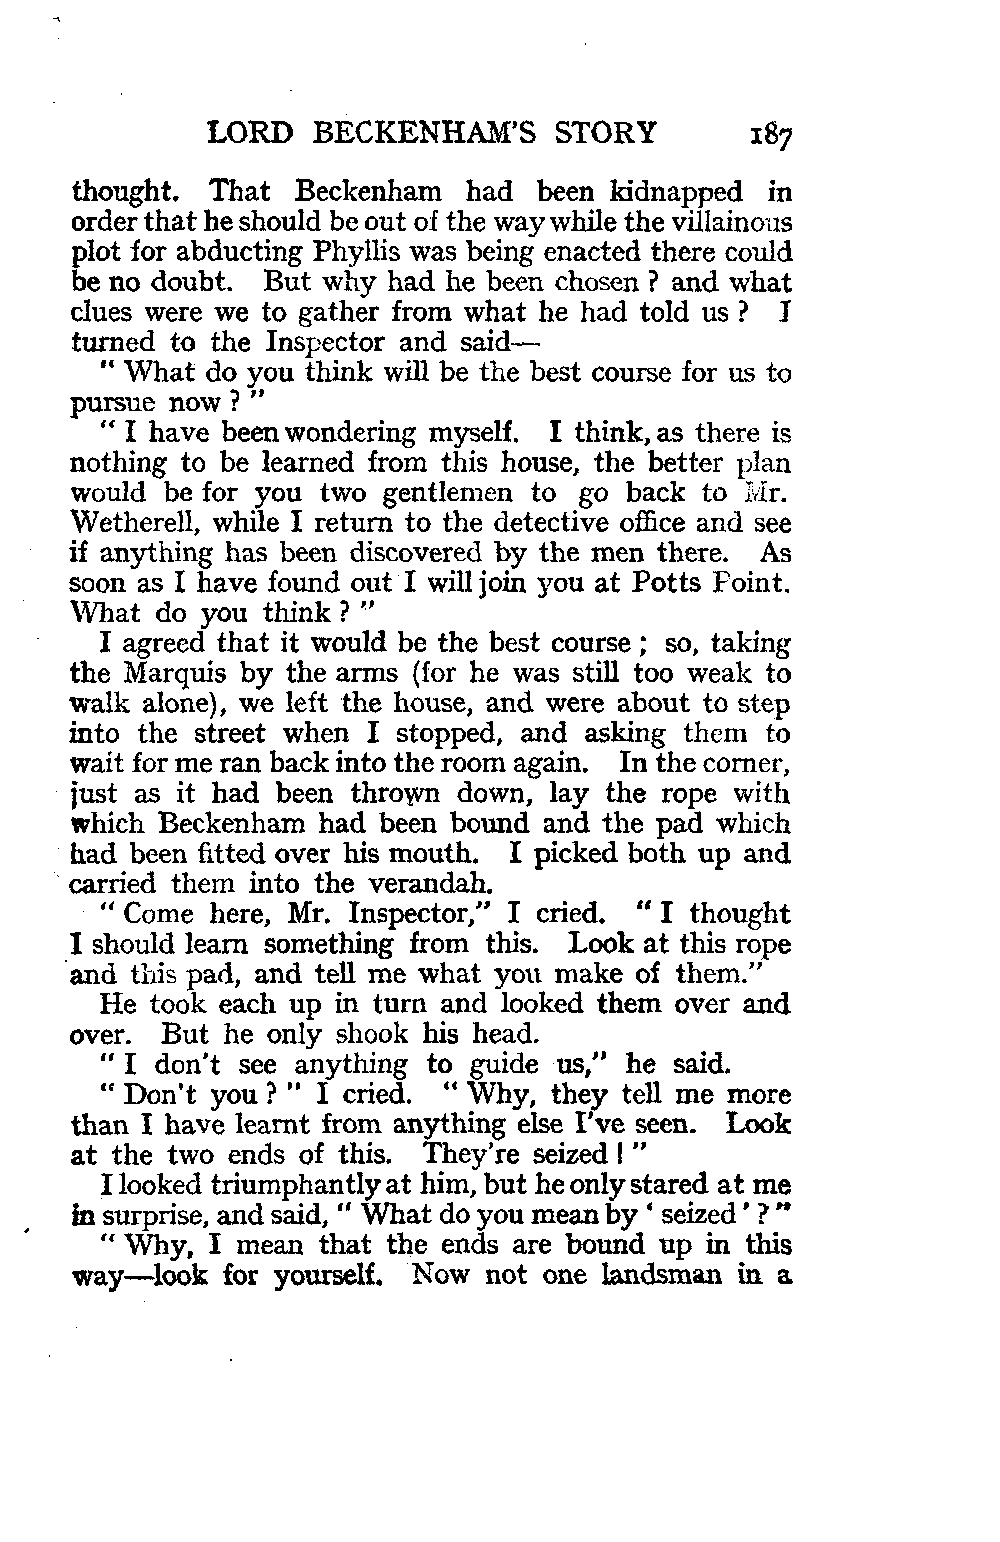 LORD BECKENHAM'S STORY 187
thought. That Beckenham had been kidnapped in
order that he should be out of the way while the villainous
plot for abducting Phyllis was being enacted there could
be no doubt. But why had he been chosen ? and what
clues were we to gather from what he had told us ? I
turned to the Inspector and said—
" What do you think will be the best course for us to
pursue now ? "
" I have been wondering myself. I think, as there is
nothing to be learned from this house, the better plan
would be for you two gentlemen to go back to Mr.
Wetherell, while I return to the detective office and see
if anything has been discovered by the men there. As
soon as I have found out I will join you at Potts Point.
What do you think ? "
I agreed that it would be the best course ; so, taking
the Marquis by the arms (for he was still too weak to
walk alone), we left the house, and were about to step
into the street when I stopped, and asking them to
wait for me ran back into the room again. In the corner,
just as it had been thrown down, lay the rope with
which Beckenham had been bound and the pad which
had been fitted over his mouth. I picked both up and
carried them into the verandah.
" Come here, Mr. Inspector," I cried. " I thought
I should learn something from this. Look at this rope
and this pad, and tell me what you make of them."
He took each up in turn and looked them over and
over. But he only shook his head.
" I don't see anything to guide us," he said.
" Don't you ? " I cried. " Why, they tell me more
than I have learnt from anything else I've seen. Look
at the two ends of this. They're seized ! "
I looked triumphantly at him, but he only stared at me
in surprise, and said, " What do you mean by ' seized ' ? "
" Why, I mean that the ends are bound up in this
way—look for yourself. Now not one landsman in a